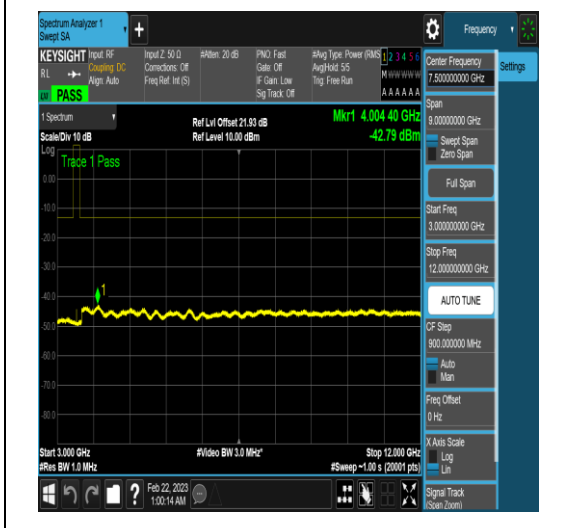 Spectrum Analyzer 1
Swept SA
+
Frequency
KEYSIGHT
RL
Input: RF
Coupling: DC
Align: Auto
Input Z: 50 Ω
Corrections: Off
Freq Ref: Int (S)
#Atten: 20 dB
PNO: Fast
Gate: Off
IF Gain: Low
Sig Track: Off
#Avg Type: Power (RMS
Avg|Hold: 5/5
Trig: Free Run
1 2 3 4 5 6
M W W W W W
A A A A A A
PASS
1 Spectrum
Scale/Div 10 dB
Log
Ref Lvl Offset 21.93 dB
Ref Level 10.00 dBm
Mkr1 4.004 40 GHz
-42.79 dBm
Trace 1 Pass
0.00
-10.0
-20.0
-30.0
-40.0
-50.0
-60.0
-70.0
-80.0
1
Start 3.000 GHz
#Res BW 1.0 MHz
#Video BW 3.0 MHz*
Stop 12.000 GHz
#Sweep ~1.00 s (20001 pts)
Feb 22, 2023
1:00:14 AM
?
Center Frequency
7.500000000 GHz
Span
9.00000000 GHz
Swept Span
Zero Span
Full Span
Start Freq
3.000000000 GHz
Stop Freq
12.000000000 GHz
AUTO TUNE
CF Step
900.000000 MHz
Auto
Man
Freq Offset
0 Hz
X Axis Scale
Log
Lin
Signal Track
(Span Zoom)
Settings